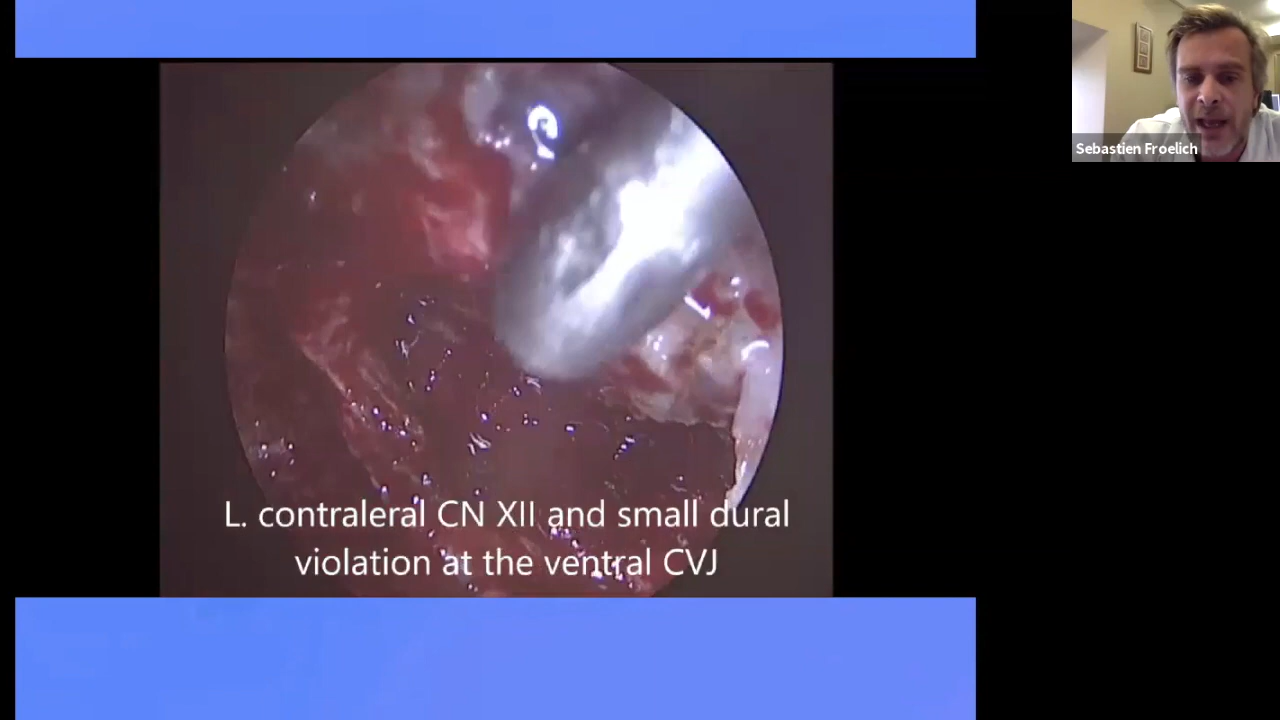 Sebastien Froelich
L. contraleral CN XII and small dural
violation at the ventral CVJ